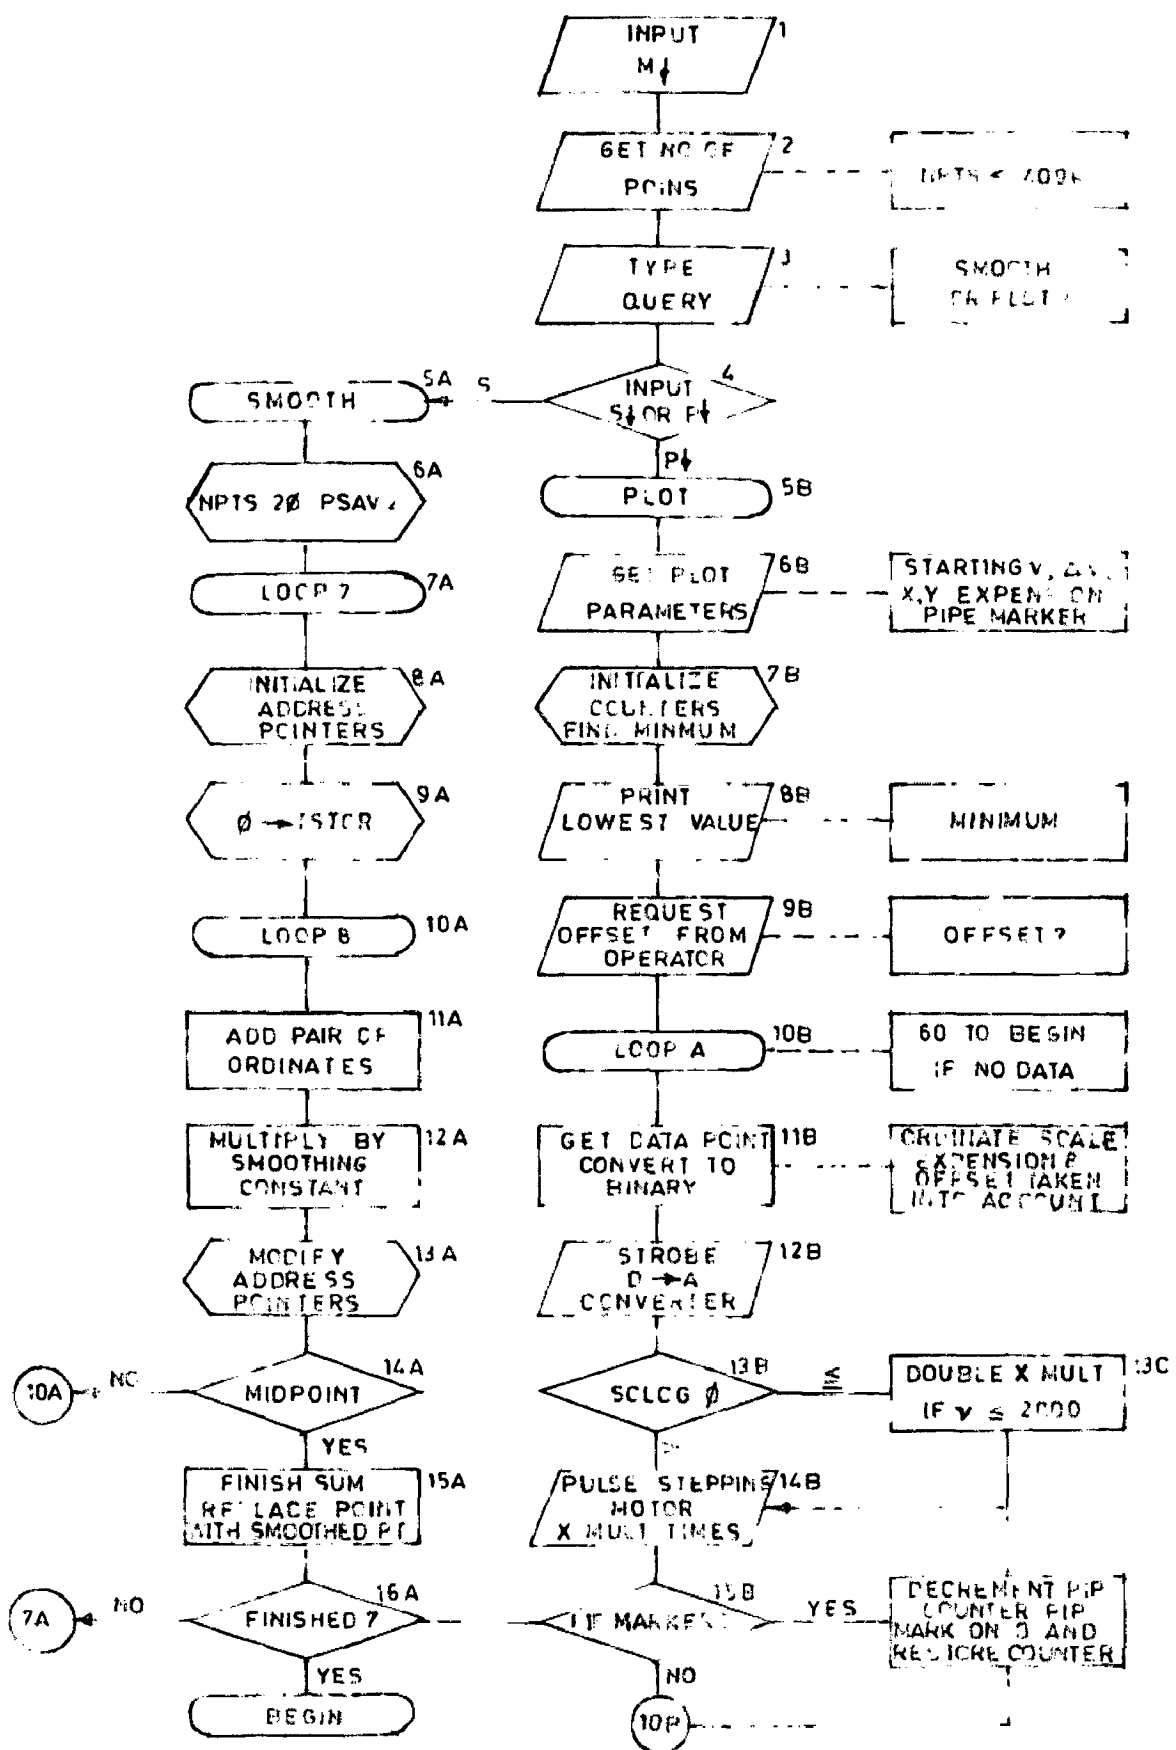 INPUT 1
M↓
GET NO OF 2
POINS
NPTS <
TYPE 3
QUERY
SMOOTH
OR PLOT ?
4
INPUT
S↓ OR P↓
S
5A
SMOOTH
P↓
6A
NPTS 2Ø
PLOT 5B
7A
LOOP
GET PLOT 6B
PARAMETERS
STARTING V,
X,Y EXPENSION
PIPE MARKER
INITIALIZE 8A
ADDRESS
POINTERS
INITIALIZE 7B
COUNTERS
FIND MINMUM
9A
Ø → TSTCR
PRINT 8B
LOWEST VALUE
MINIMUM
10A
LOOP B
REQUEST 9B
OFFSET FROM
OPERATOR
OFFSET?
ADD PAIR OF 11A
ORDINATES
LOOP A 10B
60 TO BEGIN
IF NO DATA
MULTIPLY BY 12A
SMOOTHING
CONSTANT
GET DATA POINT 11B
CONVERT TO
BINARY
ORDINATE SCALE
EXPENSION &
OFFSET TAKEN
INTO ACCOUNT
MODIFY 13A
ADDRESS
POINTERS
STROBE 12B
D → A
CONVERTER
14A
MIDPOINT
NO
10A
YES
13B
SCLCG Ø
DOUBLE X MULT 13C
IF ν ≤ 2000
FINISH SUM 15A
REPLACE POINT
WITH SMOOTHED PT
PULSE STEPPING 14B
MOTOR
X MULT TIMES
16A
FINISHED ?
NO
7A
YES
BEGIN
15B
PIP MARKER
YES
NO
DECREMENT PIP
COUNTER PIP
MARK ON 0 AND
RESTORE COUNTER